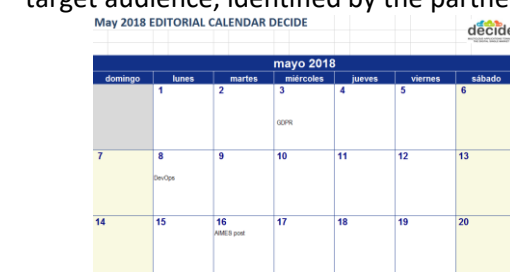 target audience, identified by the partne
May 2018 EDITORIAL CALENDAR DECIDE
decide
mayo 2018
domingo lunes martes miércoles jueves viernes sábado
1 2 3 4 5 6
GDPR
7 8 9 10 11 12 13
DevOps
14 15 16 17 18 19 20
AIMES post